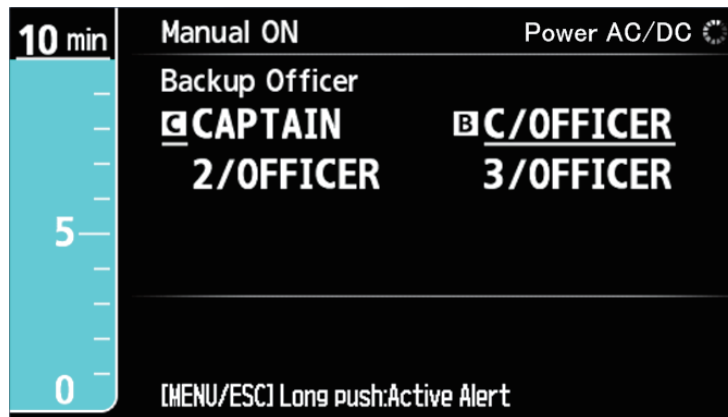 10 min
Manual ON
Power AC/DC
Backup Officer
C CAPTAIN
B C/OFFICER
2/OFFICER
3/OFFICER
5
0
[MENU/ESC] Long push:Active Alert